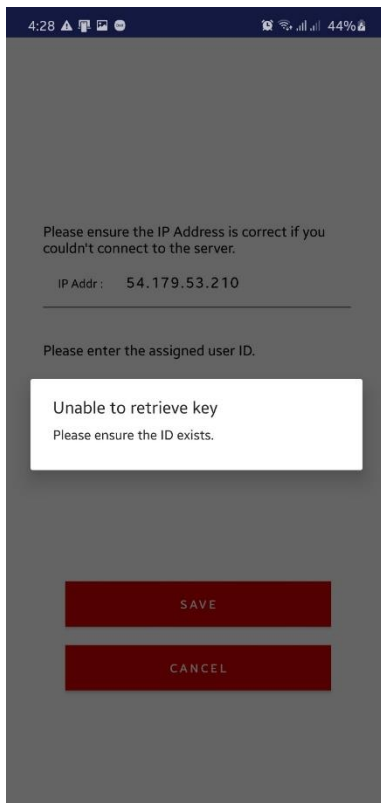 4:28
44%
Please ensure the IP Address is correct if you
couldn't connect to the server.
IP Addr : 54.179.53.210
Please enter the assigned user ID.
Unable to retrieve key
Please ensure the ID exists.
SAVE
CANCEL